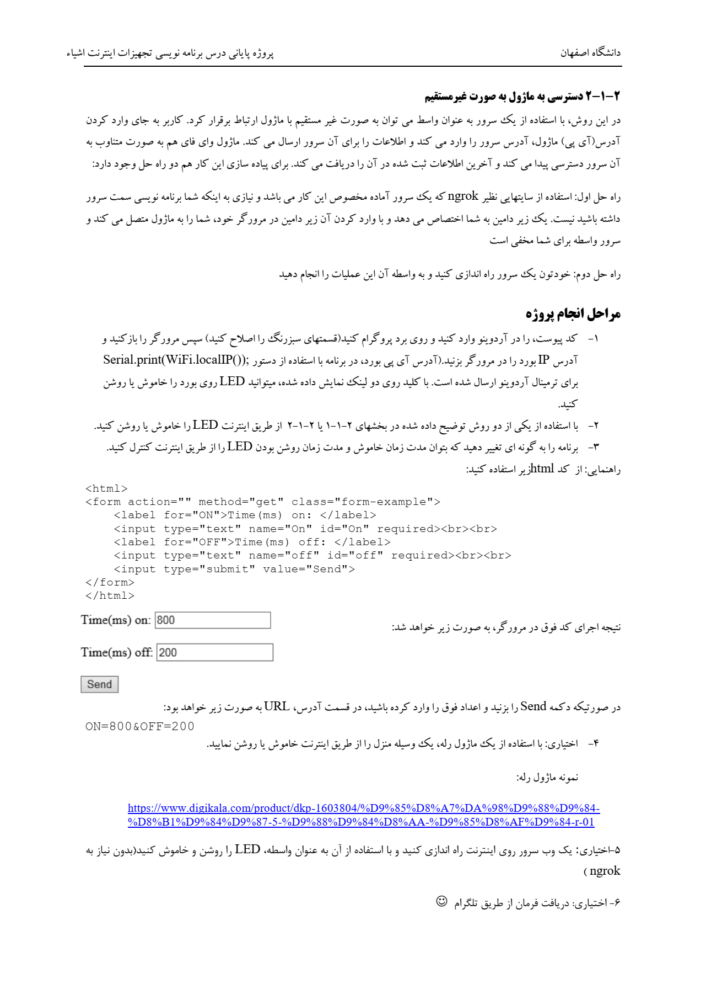 دانشگاه اصفهان
پروژه پایانی درس برنامه نویسی تجهیزات اینترنت اشیاء
۲-۱-۲ دسترسی به ماژول به صورت غیرمستقیم
در این روش، با استفاده از یک سرور به عنوان واسط می توان به صورت غیر مستقیم با ماژول ارتباط برقرار کرد. کاربر به جای وارد کردن
آدرس(آی پی) ماژول، آدرس سرور را وارد می کند و اطلاعات را برای آن سرور ارسال می کند. ماژول وای فای هم به صورت متناوب به
آن سرور دسترسی پیدا می کند و آخرین اطلاعات ثبت شده در آن را دریافت می کند. برای پیاده سازی این کار هم دو راه حل وجود دارد:
راه حل اول: استفاده از سایتهایی نظیر ngrok که یک سرور آماده مخصوص این کار می باشد و نیازی به اینکه شما برنامه نویسی سمت سرور
داشته باشید نیست. یک زیر دامین به شما اختصاص می دهد و با وارد کردن آن زیر دامین در مرورگر خود، شما را به ماژول متصل می کند و
سرور واسطه برای شما مخفی است
راه حل دوم: خودتون یک سرور راه اندازی کنید و به واسطه آن این عملیات را انجام دهید
مراحل انجام پروژه
۱- کد پیوست، را در آردوینو وارد کنید و روی برد پروگرام کنید(قسمتهای سبزرنگ را اصلاح کنید) سپس مرورگر را بازکنید و
آدرس IP بورد را در مرورگر بزنید.(آدرس آی پی بورد، در برنامه با استفاده از دستور Serial.print(WiFi.localIP());
برای ترمینال آردوینو ارسال شده است. با کلید روی دو لینک نمایش داده شده، میتوانید LED روی بورد را خاموش یا روشن
کنید.
۲- با استفاده از یکی از دو روش توضیح داده شده در بخشهای ۲-۱-۱ یا ۲-۱-۲ از طریق اینترنت LED را خاموش یا روشن کنید.
۳- برنامه را به گونه ای تغییر دهید که بتوان مدت زمان خاموش و مدت زمان روشن بودن LED را از طریق اینترنت کنترل کنید.
راهنمایی: از کد htmlزیر استفاده کنید:
<html>
<form action="" method="get" class="form-example">
    <label for="ON">Time(ms) on: </label>
    <input type="text" name="On" id="On" required><br><br>
    <label for="OFF">Time(ms) off: </label>
    <input type="text" name="off" id="off" required><br><br>
    <input type="submit" value="Send">
</form>
</html>
نتیجه اجرای کد فوق در مرورگر، به صورت زیر خواهد شد:
Time(ms) on: 800
Time(ms) off: 200
Send
در صورتیکه دکمه Send را بزنید و اعداد فوق را وارد کرده باشید، در قسمت آدرس، URL به صورت زیر خواهد بود:
ON=800&OFF=200
۴- اختیاری: با استفاده از یک ماژول رله، یک وسیله منزل را از طریق اینترنت خاموش یا روشن نمایید.
نمونه ماژول رله:
https://www.digikala.com/product/dkp-1603804/%D9%85%D8%A7%DA%98%D9%88%D9%84-
%D8%B1%D9%84%D9%87-5-%D9%88%D9%84%D8%AA-%D9%85%D8%AF%D9%84-r-01
۵-اختیاری: یک وب سرور روی اینترنت راه اندازی کنید و با استفاده از آن به عنوان واسطه، LED را روشن و خاموش کنید(بدون نیاز به
ngrok )
۶- اختیاری: دریافت فرمان از طریق تلگرام ☺